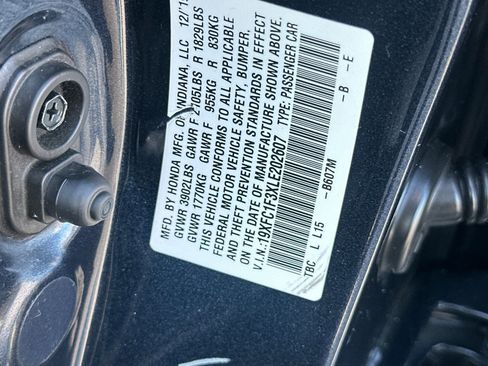 MFD. BY HONDA MFG. OF INDIANA, LLC 12/1
GVWR 3902LBS GAWR F 2105LBS R 1829LBS
GVWR 1770KG GAWR F 955KG R 830KG
THIS VEHICLE CONFORMS TO ALL APPLICABLE
FEDERAL MOTOR VEHICLE SAFETY, BUMPER,
AND THEFT PREVENTION STANDARDS IN EFFECT
ON THE DATE OF MANUFACTURE SHOWN ABOVE.
V.I.N.: 19XFC1F3XLE202607 TYPE: PASSENGER CAR
TBC L L15 -B607M -B -E